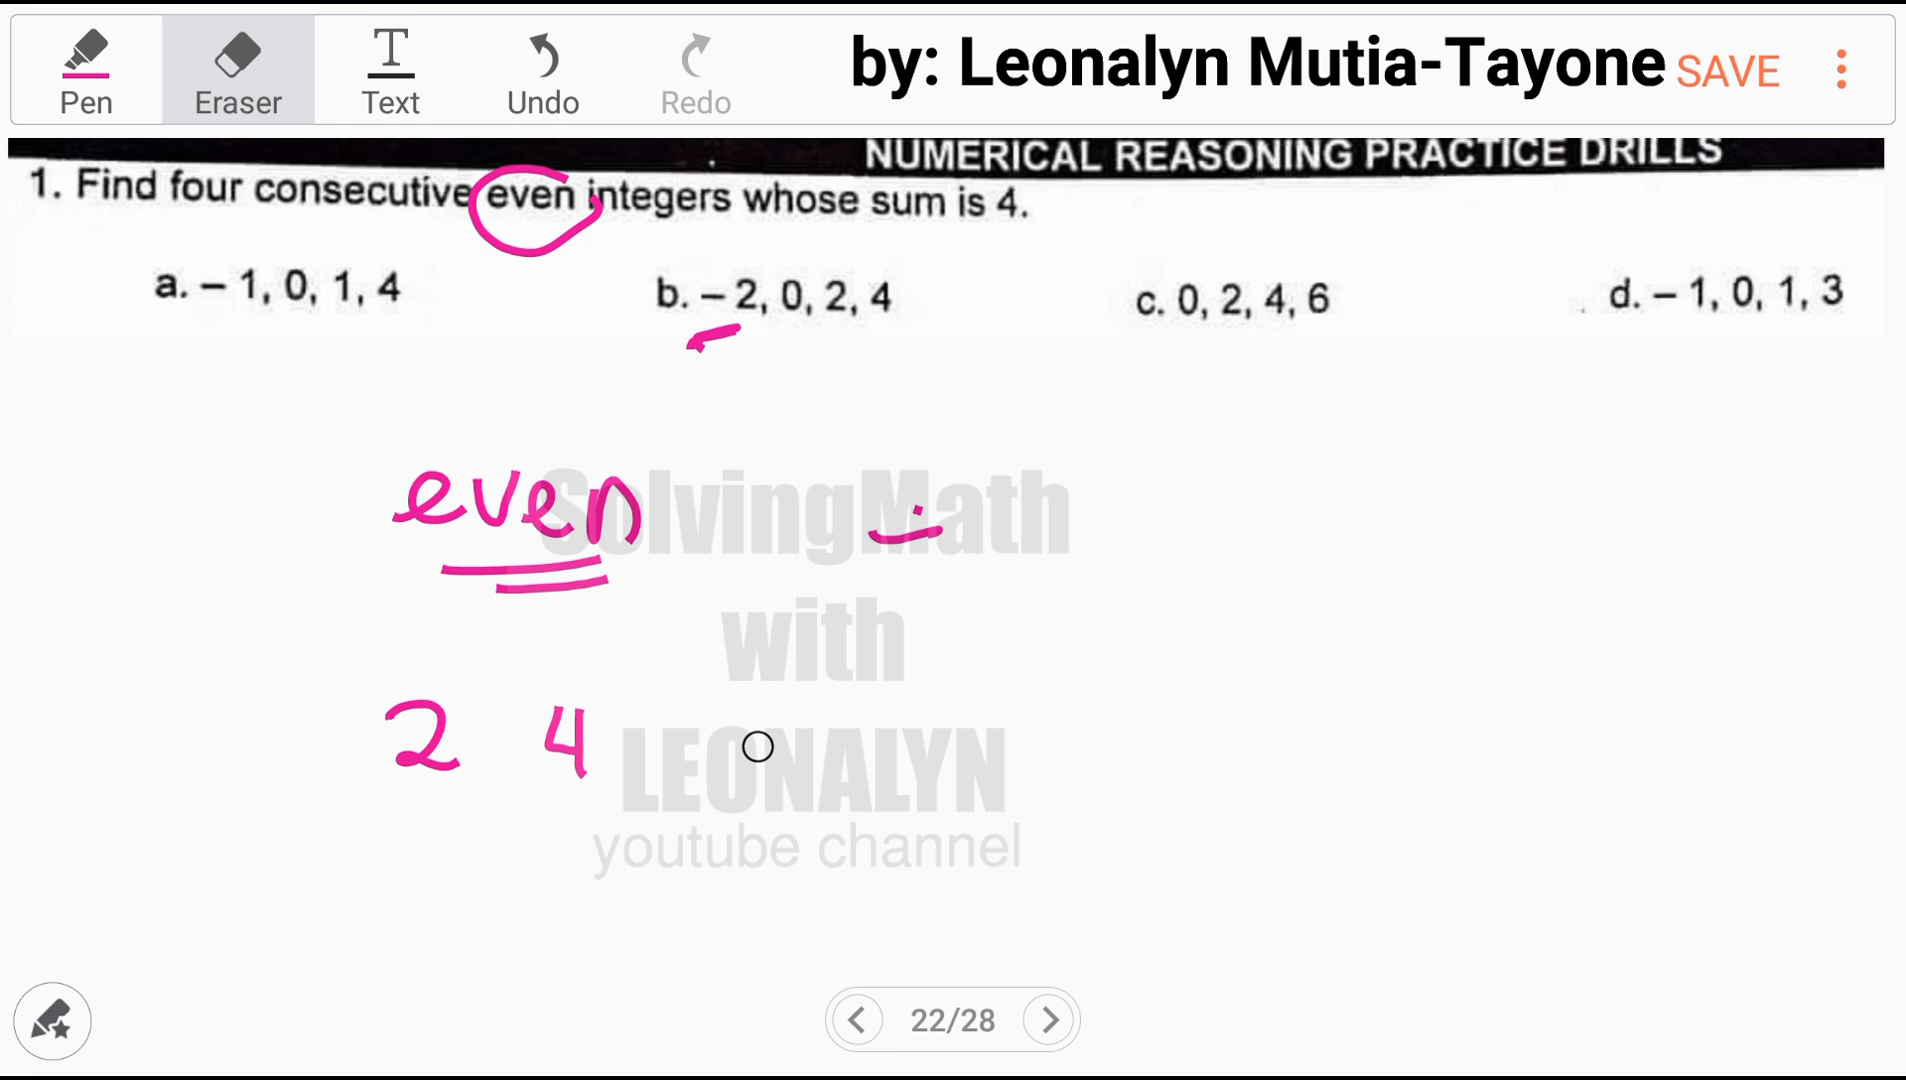 Pen
Eraser
Text
Undo
Redo
by: Leonalyn Mutia-Tayone
SAVE
NUMERICAL REASONING PRACTICE DRILLS
1. Find four consecutive even integers whose sum is 4.
a. – 1, 0, 1, 4
b. – 2, 0, 2, 4
c. 0, 2, 4, 6
d. – 1, 0, 1, 3
even
SolvingMath
with
2 4
LEONALYN
youtube channel
22/28